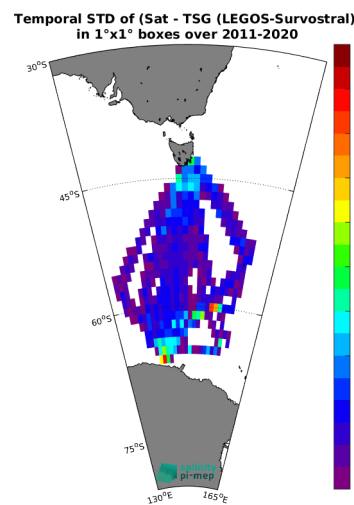 Temporal STD of (Sat - TSG (LEGOS-Survostral)
in 1°x1° boxes over 2011-2020
30°S
45°S
60°S
75°S
130°E
165°E
salinity
pi-mep